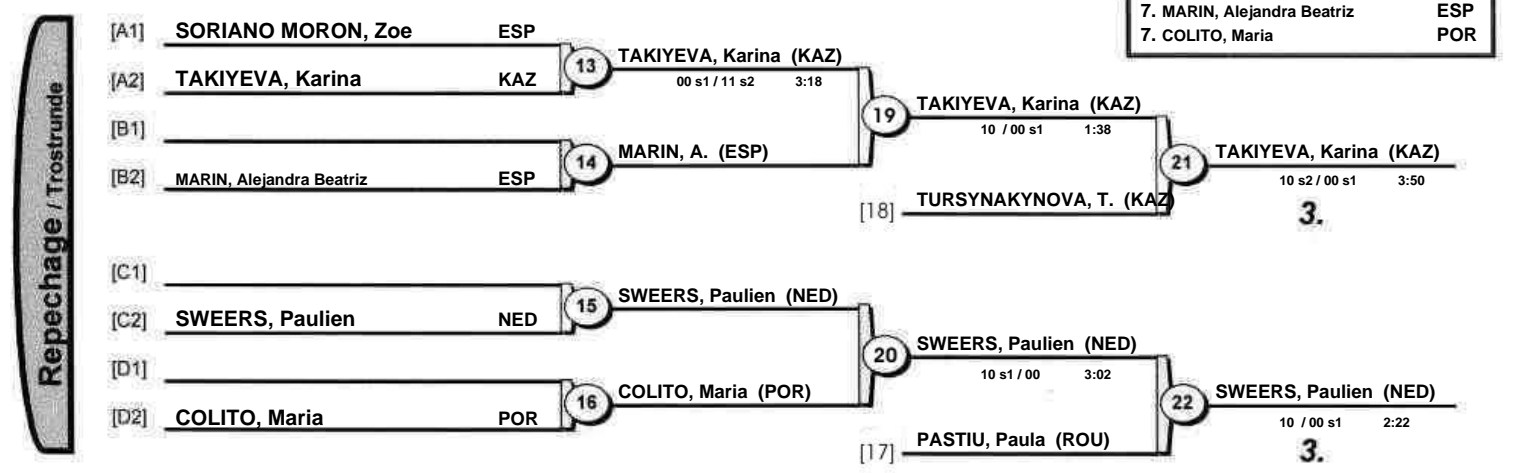 7. MARIN, Alejandra Beatriz ESP
7. COLITO, Maria POR
Repechage / Trostrunde
[A1] SORIANO MORON, Zoe ESP
13 TAKIYEVA, Karina (KAZ)
00 s1 / 11 s2 3:18
[A2] TAKIYEVA, Karina KAZ
19 TAKIYEVA, Karina (KAZ)
10 / 00 s1 1:38
[B1]
14 MARIN, A. (ESP)
[B2] MARIN, Alejandra Beatriz ESP
21 TAKIYEVA, Karina (KAZ)
10 s2 / 00 s1 3:50
[18] TURSYNAKYNOVA, T. (KAZ)
3.
[C1]
15 SWEERS, Paulien (NED)
[C2] SWEERS, Paulien NED
20 SWEERS, Paulien (NED)
10 s1 / 00 3:02
[D1]
16 COLITO, Maria (POR)
[D2] COLITO, Maria POR
22 SWEERS, Paulien (NED)
10 / 00 s1 2:22
[17] PASTIU, Paula (ROU)
3.